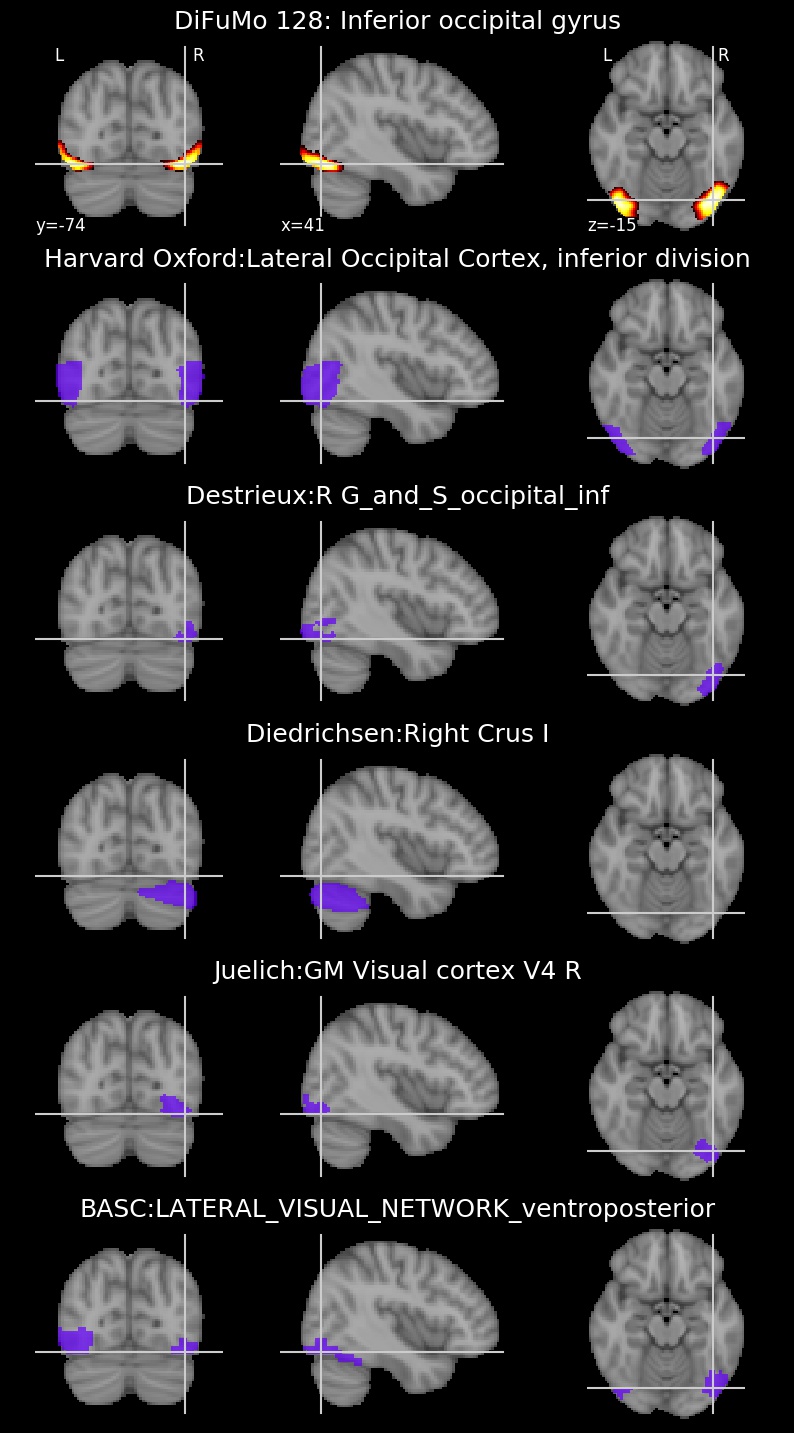 DiFuMo 128: Inferior occipital gyrus
L R L R
y=-74 x=41 z=-15
Harvard Oxford:Lateral Occipital Cortex, inferior division
Destrieux:R G_and_S_occipital_inf
Diedrichsen:Right Crus I
Juelich:GM Visual cortex V4 R
BASC:LATERAL_VISUAL_NETWORK_ventroposterior